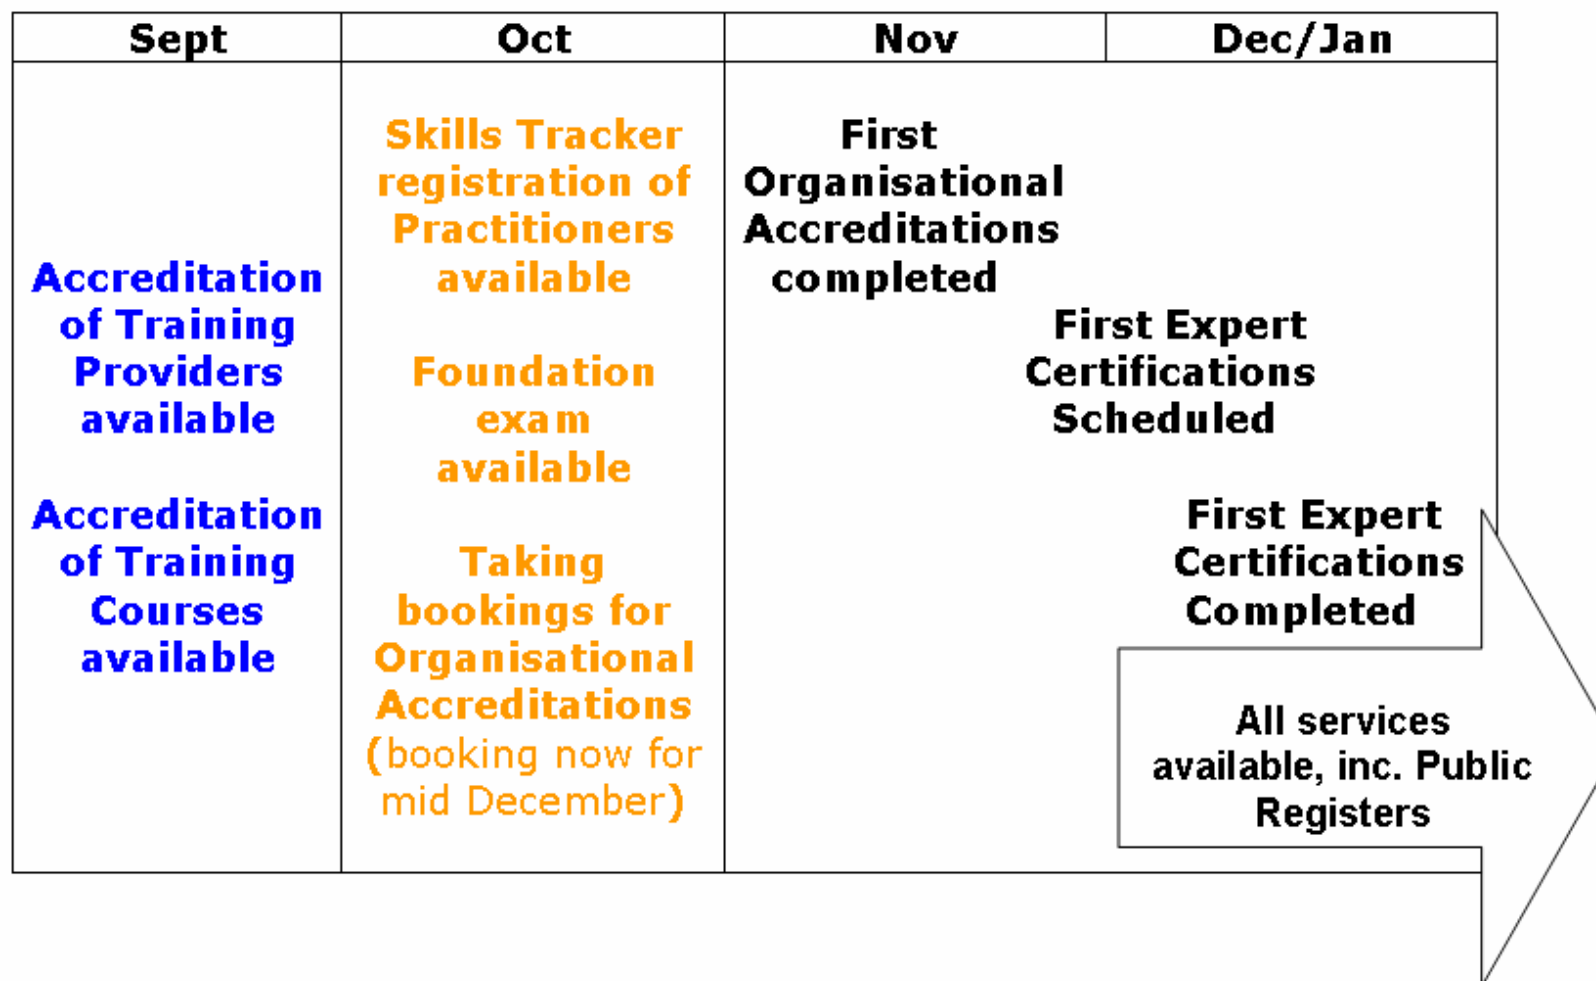 Sept
Oct
Nov
Dec/Jan
Accreditation
of Training
Providers
available
Accreditation
of Training
Courses
available
Skills Tracker
registration of
Practitioners
available
Foundation
exam
available
Taking
bookings for
Organisational
Accreditations
(booking now for
mid December)
First
Organisational
Accreditations
completed
First Expert
Certifications
Scheduled
First Expert
Certifications
Completed
All services
available, inc. Public
Registers